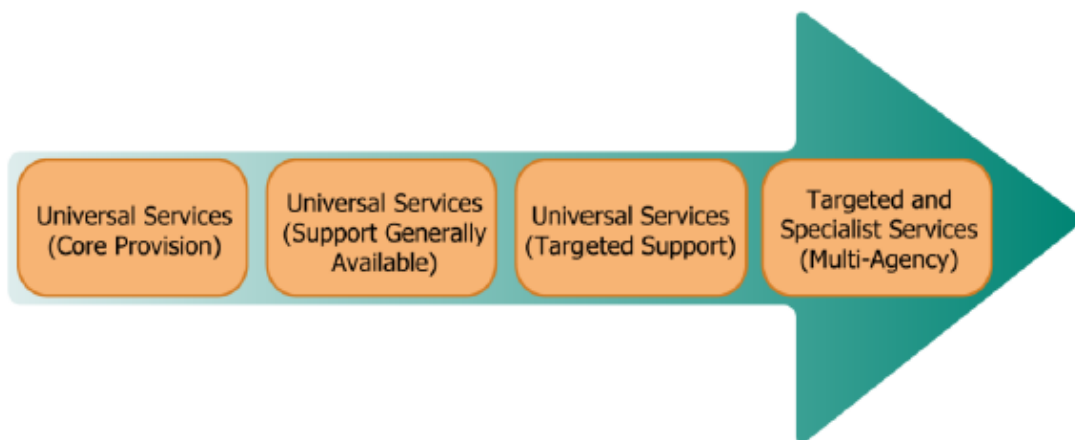 Universal Services
(Core Provision)
Universal Services
(Support Generally
Available)
Universal Services
(Targeted Support)
Targeted and
Specialist Services
(Multi-Agency)